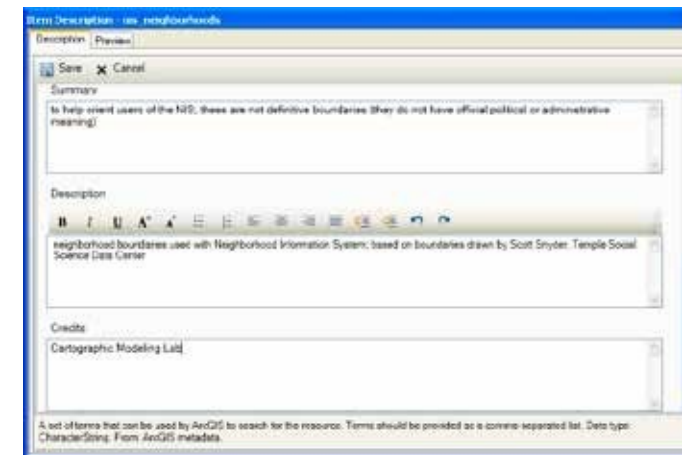 Item Description - nis_neighbourhoods
Description Preview
Save Cancel
Summary
to help orient users of the NIS; these are not definitive boundaries (they do not have official political or administrative
meaning)
Description
B I U A A
neighborhood boundaries used with Neighborhood Information System; based on boundaries drawn by Scott Snyder, Temple Social
Science Data Center
Credits
Cartographic Modeling Lab
A set of terms that can be used by ArcGIS to search for the resource. Terms should be provided as a comma-separated list. Data type:
CharacterString. From: ArcGIS metadata.